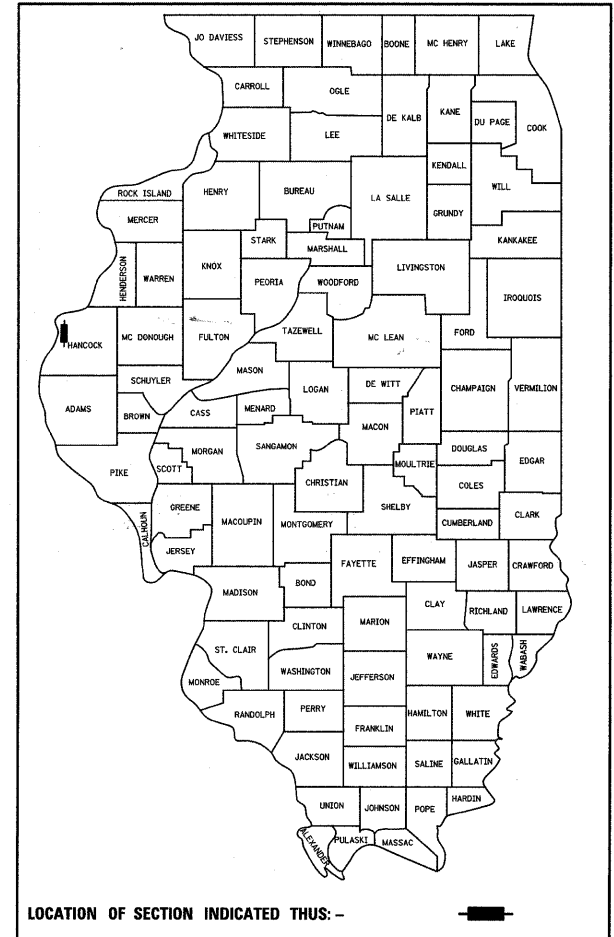 JO DAVIESS STEPHENSON WINNEBAGO BOONE MC HENRY LAKE
CARROLL OGLE DE KALB KANE DU PAGE COOK
WHITESIDE LEE
KENDALL WILL
ROCK ISLAND HENRY BUREAU LA SALLE GRUNDY
MERCER PUTNAM
STARK MARSHALL KANKAKEE
HENDERSON WARREN KNOX PEORIA WOODFORD LIVINGSTON IROQUOIS
HANCOCK MC DONOUGH FULTON TAZEWELL MC LEAN FORD
MASON
SCHUYLER LOGAN DE WITT CHAMPAIGN VERMILION
ADAMS BROWN CASS MENARD MACON PIATT
PIKE SCOTT MORGAN SANGAMON MOULTRIE DOUGLAS EDGAR
CHRISTIAN COLES
CALHOUN GREENE MACOUPIN MONTGOMERY SHELBY CUMBERLAND CLARK
JERSEY
FAYETTE EFFINGHAM JASPER CRAWFORD
MADISON BOND
CLINTON MARION CLAY RICHLAND LAWRENCE
ST. CLAIR WAYNE EDWARDS WABASH
MONROE WASHINGTON JEFFERSON
RANDOLPH PERRY HAMILTON WHITE
FRANKLIN
JACKSON WILLIAMSON SALINE GALLATIN
UNION JOHNSON POPE HARDIN
ALEXANDER PULASKI MASSAC
LOCATION OF SECTION INDICATED THUS: –